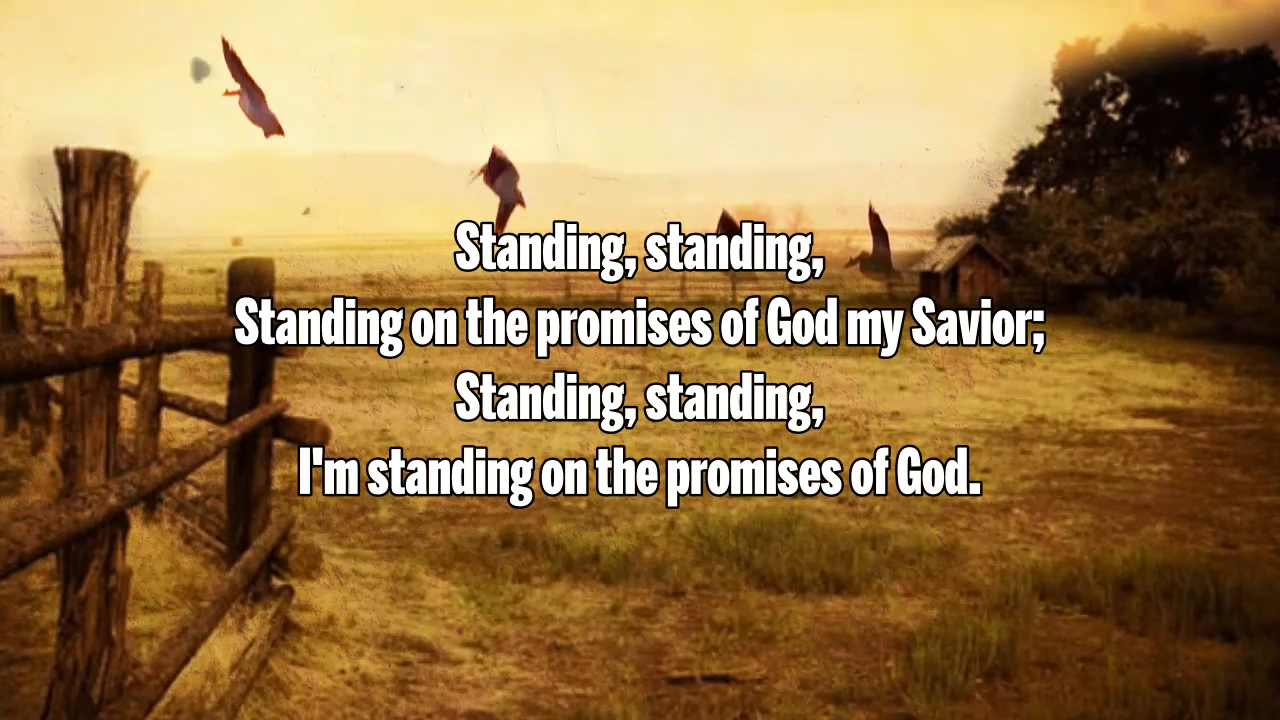 Standing, standing,
Standing on the promises of God my Savior;
Standing, standing,
I'm standing on the promises of God.